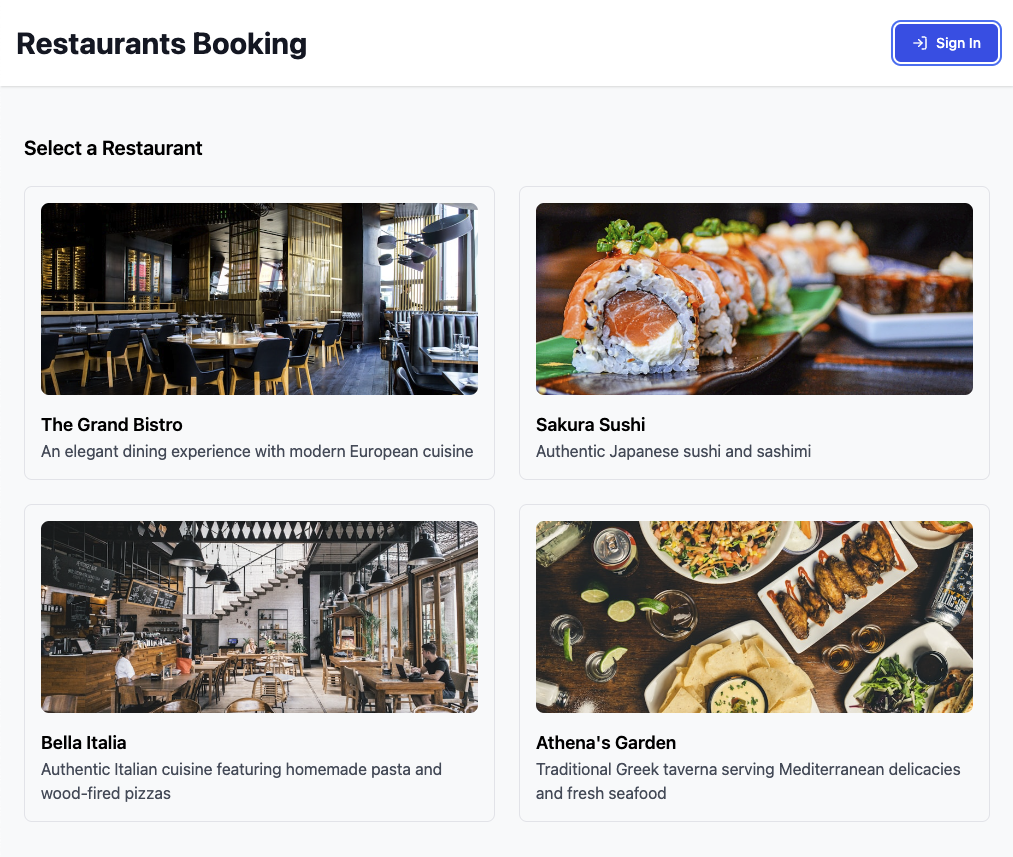 Restaurants Booking
Sign In
Select a Restaurant
The Grand Bistro
An elegant dining experience with modern European cuisine
Sakura Sushi
Authentic Japanese sushi and sashimi
Bella Italia
Authentic Italian cuisine featuring homemade pasta and
wood-fired pizzas
Athena's Garden
Traditional Greek taverna serving Mediterranean delicacies
and fresh seafood